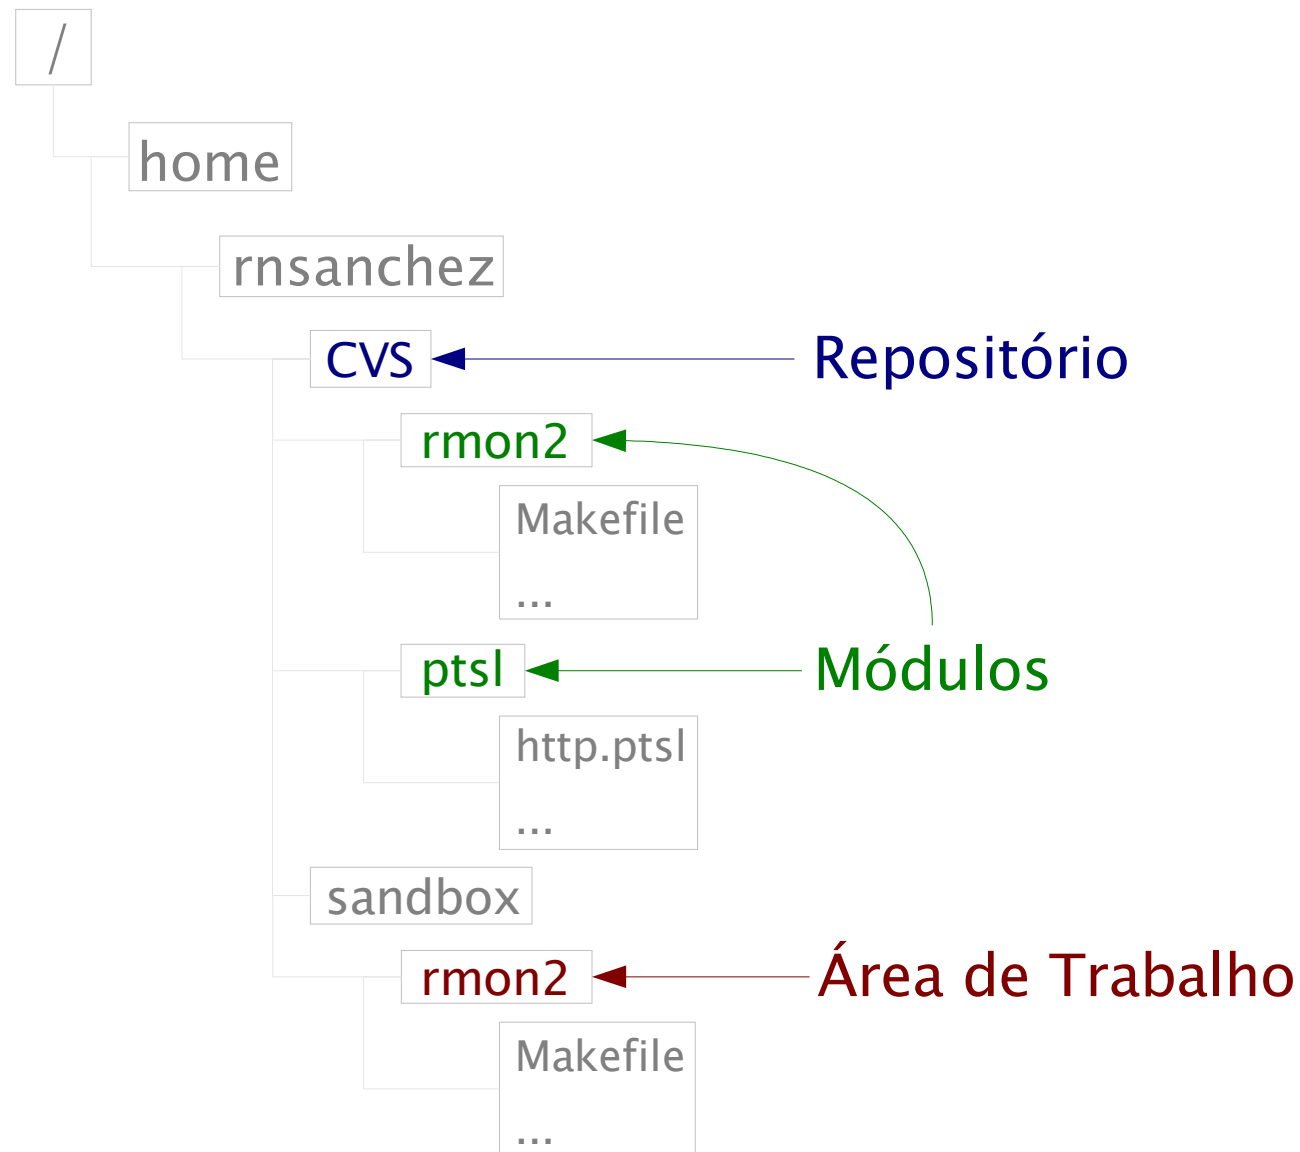 /
home
rnsanchez
CVS
Repositório
rmon2
Makefile
...
ptsl
Módulos
http.ptsl
...
sandbox
rmon2
Área de Trabalho
Makefile
...